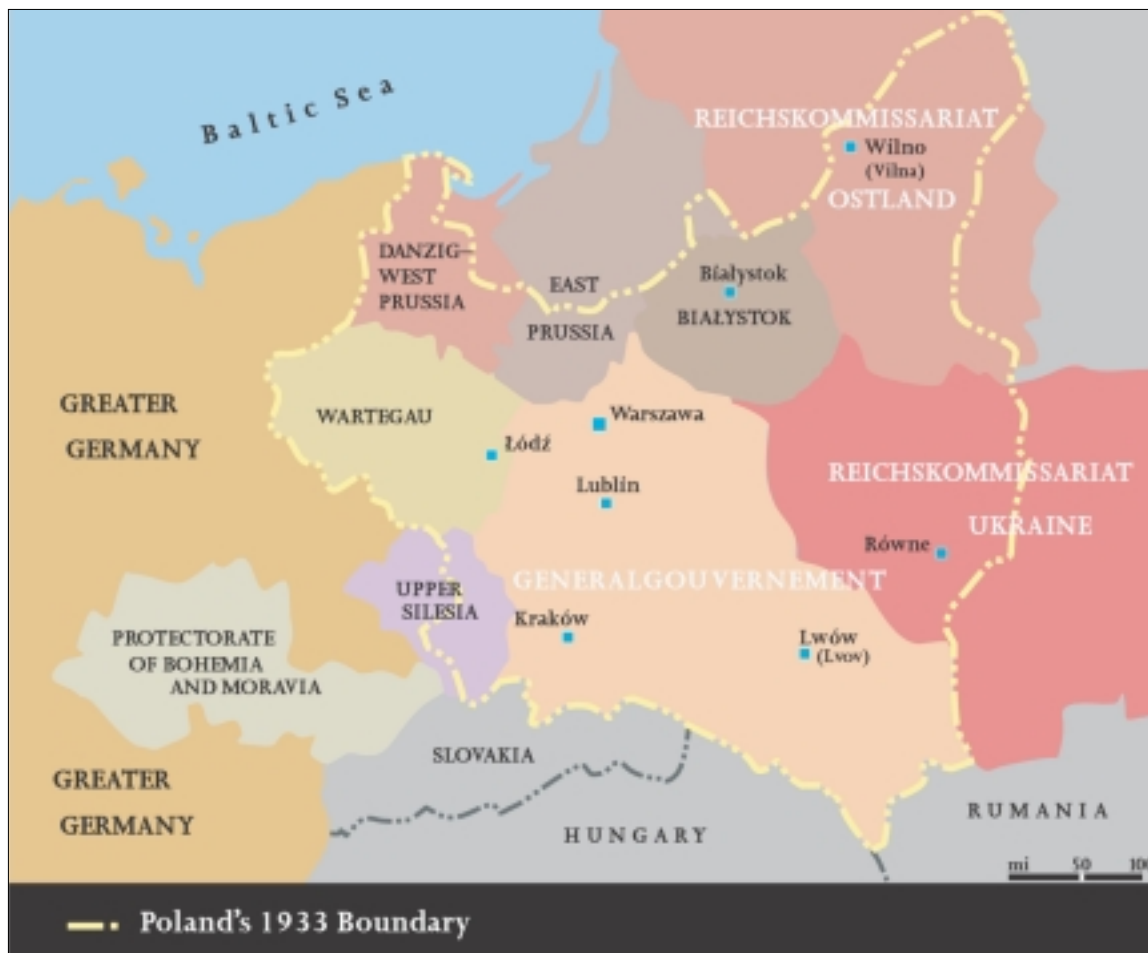 Baltic Sea
REICHSKOMMISSARIAT
Wilno
(Vilna)
OSTLAND
DANZIG–
WEST
PRUSSIA
EAST
PRUSSIA
Białystok
BIAŁYSTOK
GREATER
GERMANY
WARTEGAU
Warszawa
Łódź
Lublin
REICHSKOMMISSARIAT
UKRAINE
Równe
GENERALGOUVERNEMENT
UPPER
SILESIA
Kraków
Lwów
(Lvov)
PROTECTORATE
OF BOHEMIA
AND MORAVIA
SLOVAKIA
GREATER
GERMANY
HUNGARY
RUMANIA
mi 50 100
Poland's 1933 Boundary